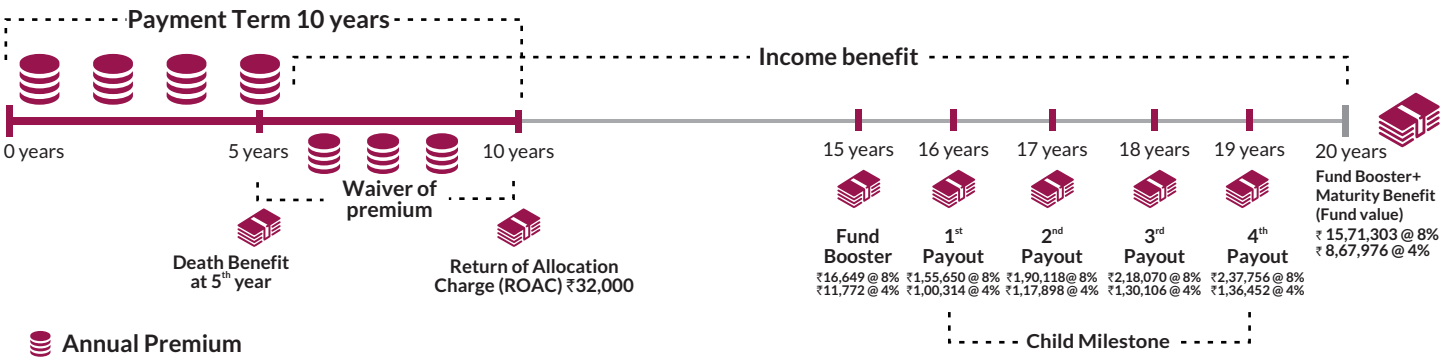 Payment Term 10 years
Income benefit
0 years
5 years
10 years
15 years
16 years
17 years
18 years
19 years
20 years
Waiver of
premium
Death Benefit
at 5th year
Return of Allocation
Charge (ROAC) ₹32,000
Fund
Booster
₹16,649 @ 8%
₹11,772 @ 4%
1st
Payout
₹1,55,650 @ 8%
₹1,00,314 @ 4%
2nd
Payout
₹1,90,118@ 8%
₹1,17,898 @ 4%
3rd
Payout
₹2,18,070 @ 8%
₹1,30,106 @ 4%
4th
Payout
₹2,37,756 @ 8%
₹1,36,452 @ 4%
Fund Booster+
Maturity Benefit
(Fund value)
₹ 15,71,303 @ 8%
₹ 8,67,976 @ 4%
Child Milestone
Annual Premium